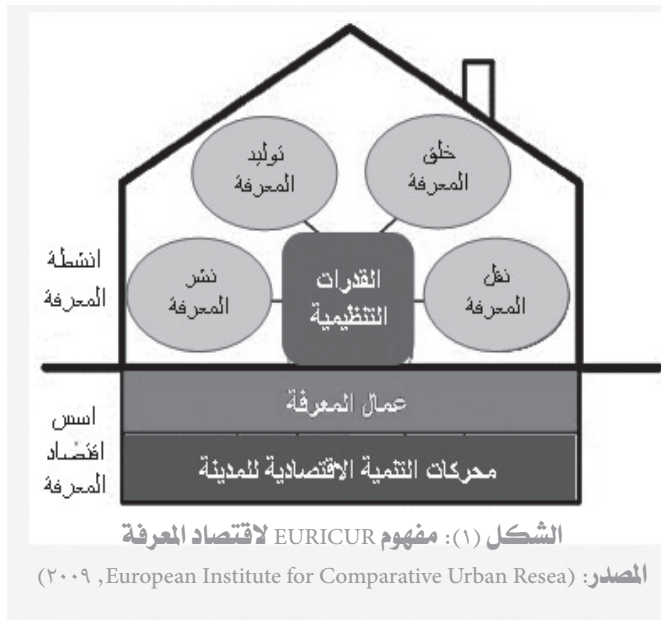 خلق
المعرفة
توليد
المعرفة
نقل
المعرفة
القدرات
التنظيمية
نشر
المعرفة
انشطة
المعرفة
عمال المعرفة
محركات التنمية الاقتصادية للمدينة
اسس
اقتصاد
المعرفة
الشكل (١): مفهوم EURICUR لاقتصاد المعرفة
المصدر: (European Institute for Comparative Urban Resea, ٢٠٠٩)